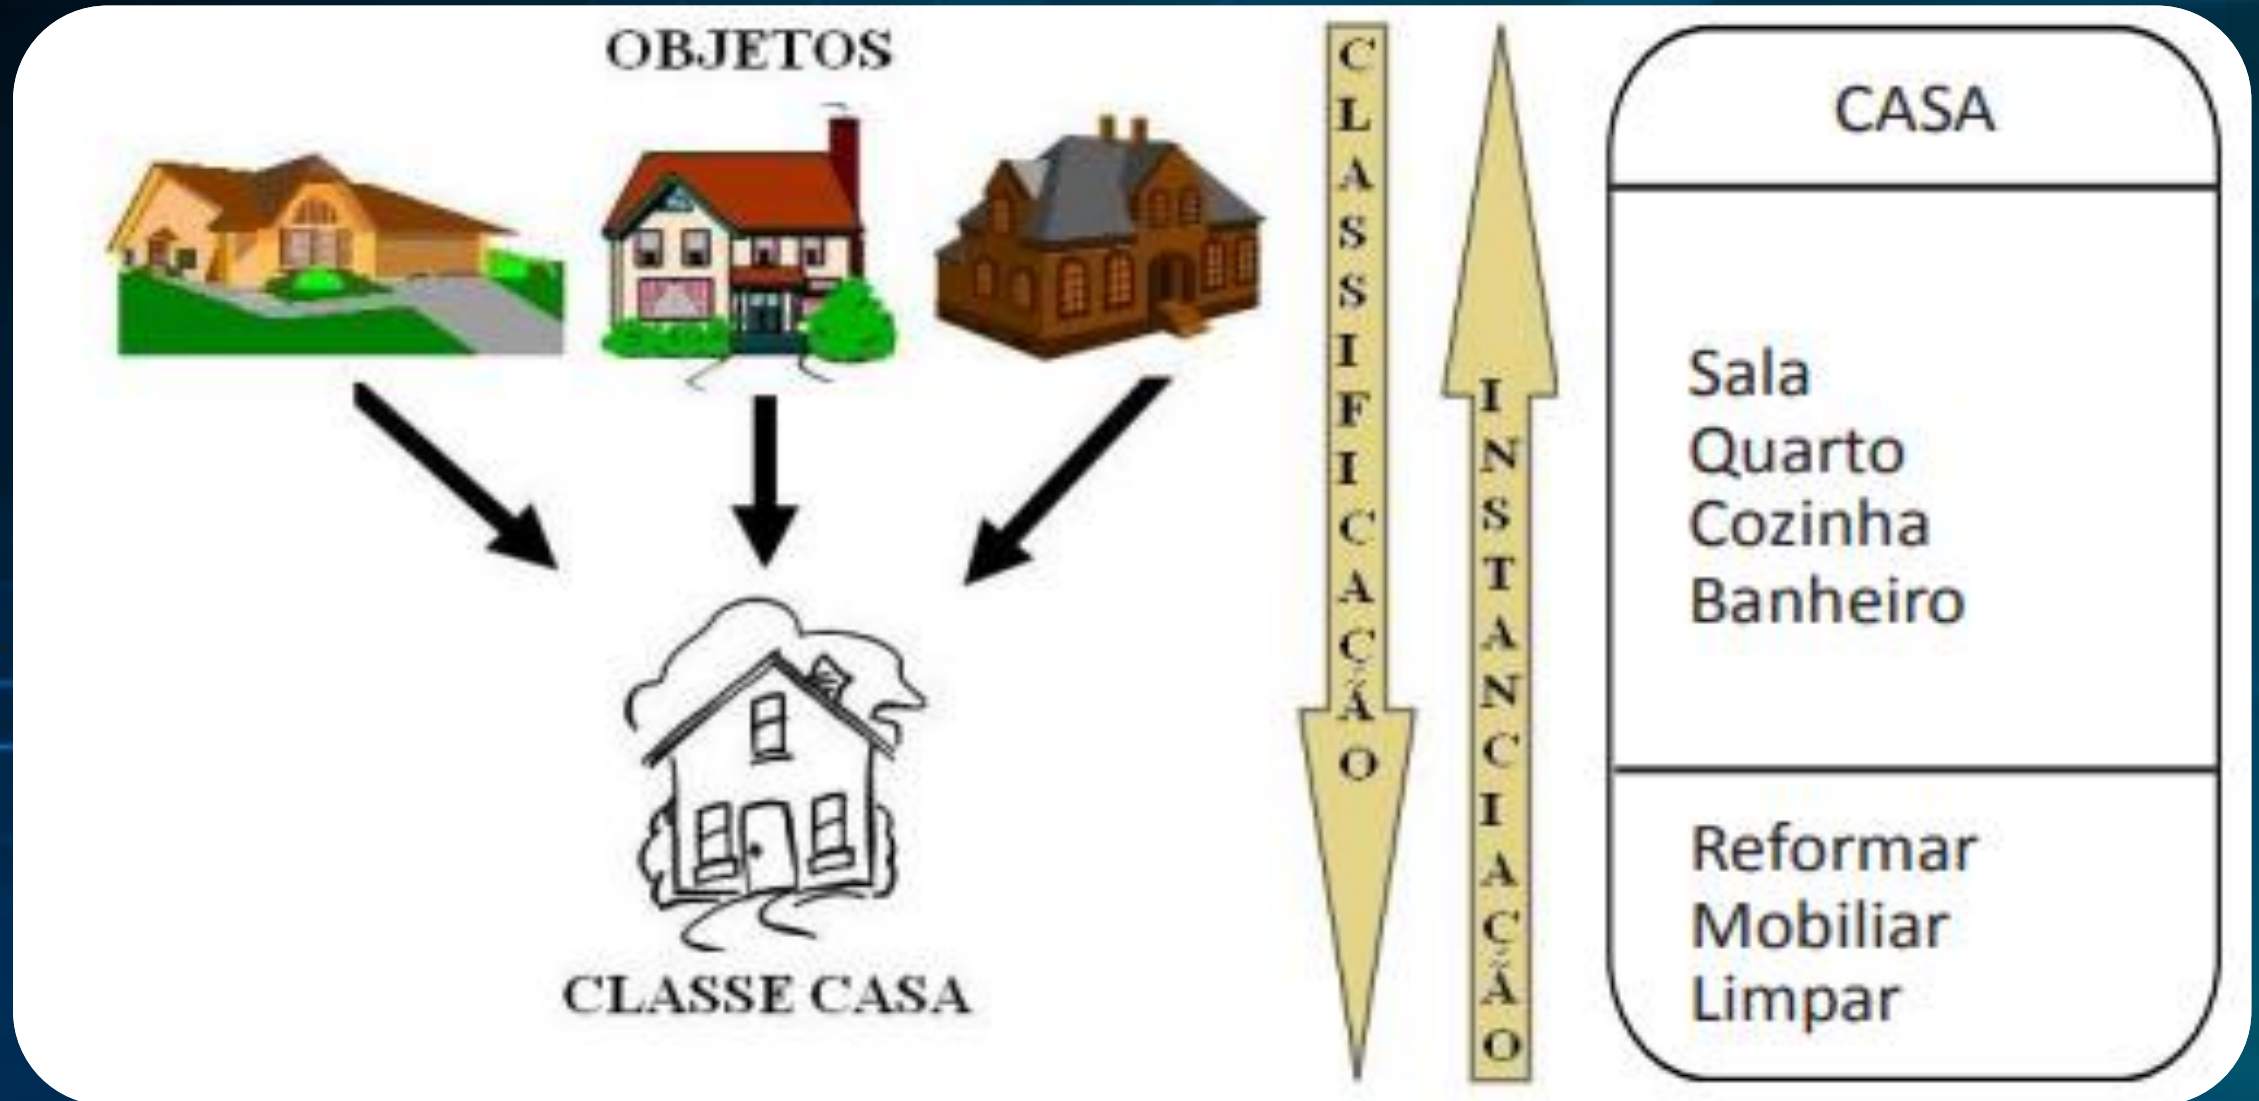 OBJETOS
CLASSE CASA
CLASSIFICAÇÃO
INSTANCIAÇÃO
CASA
Sala
Quarto
Cozinha
Banheiro
Reformar
Mobiliar
Limpar